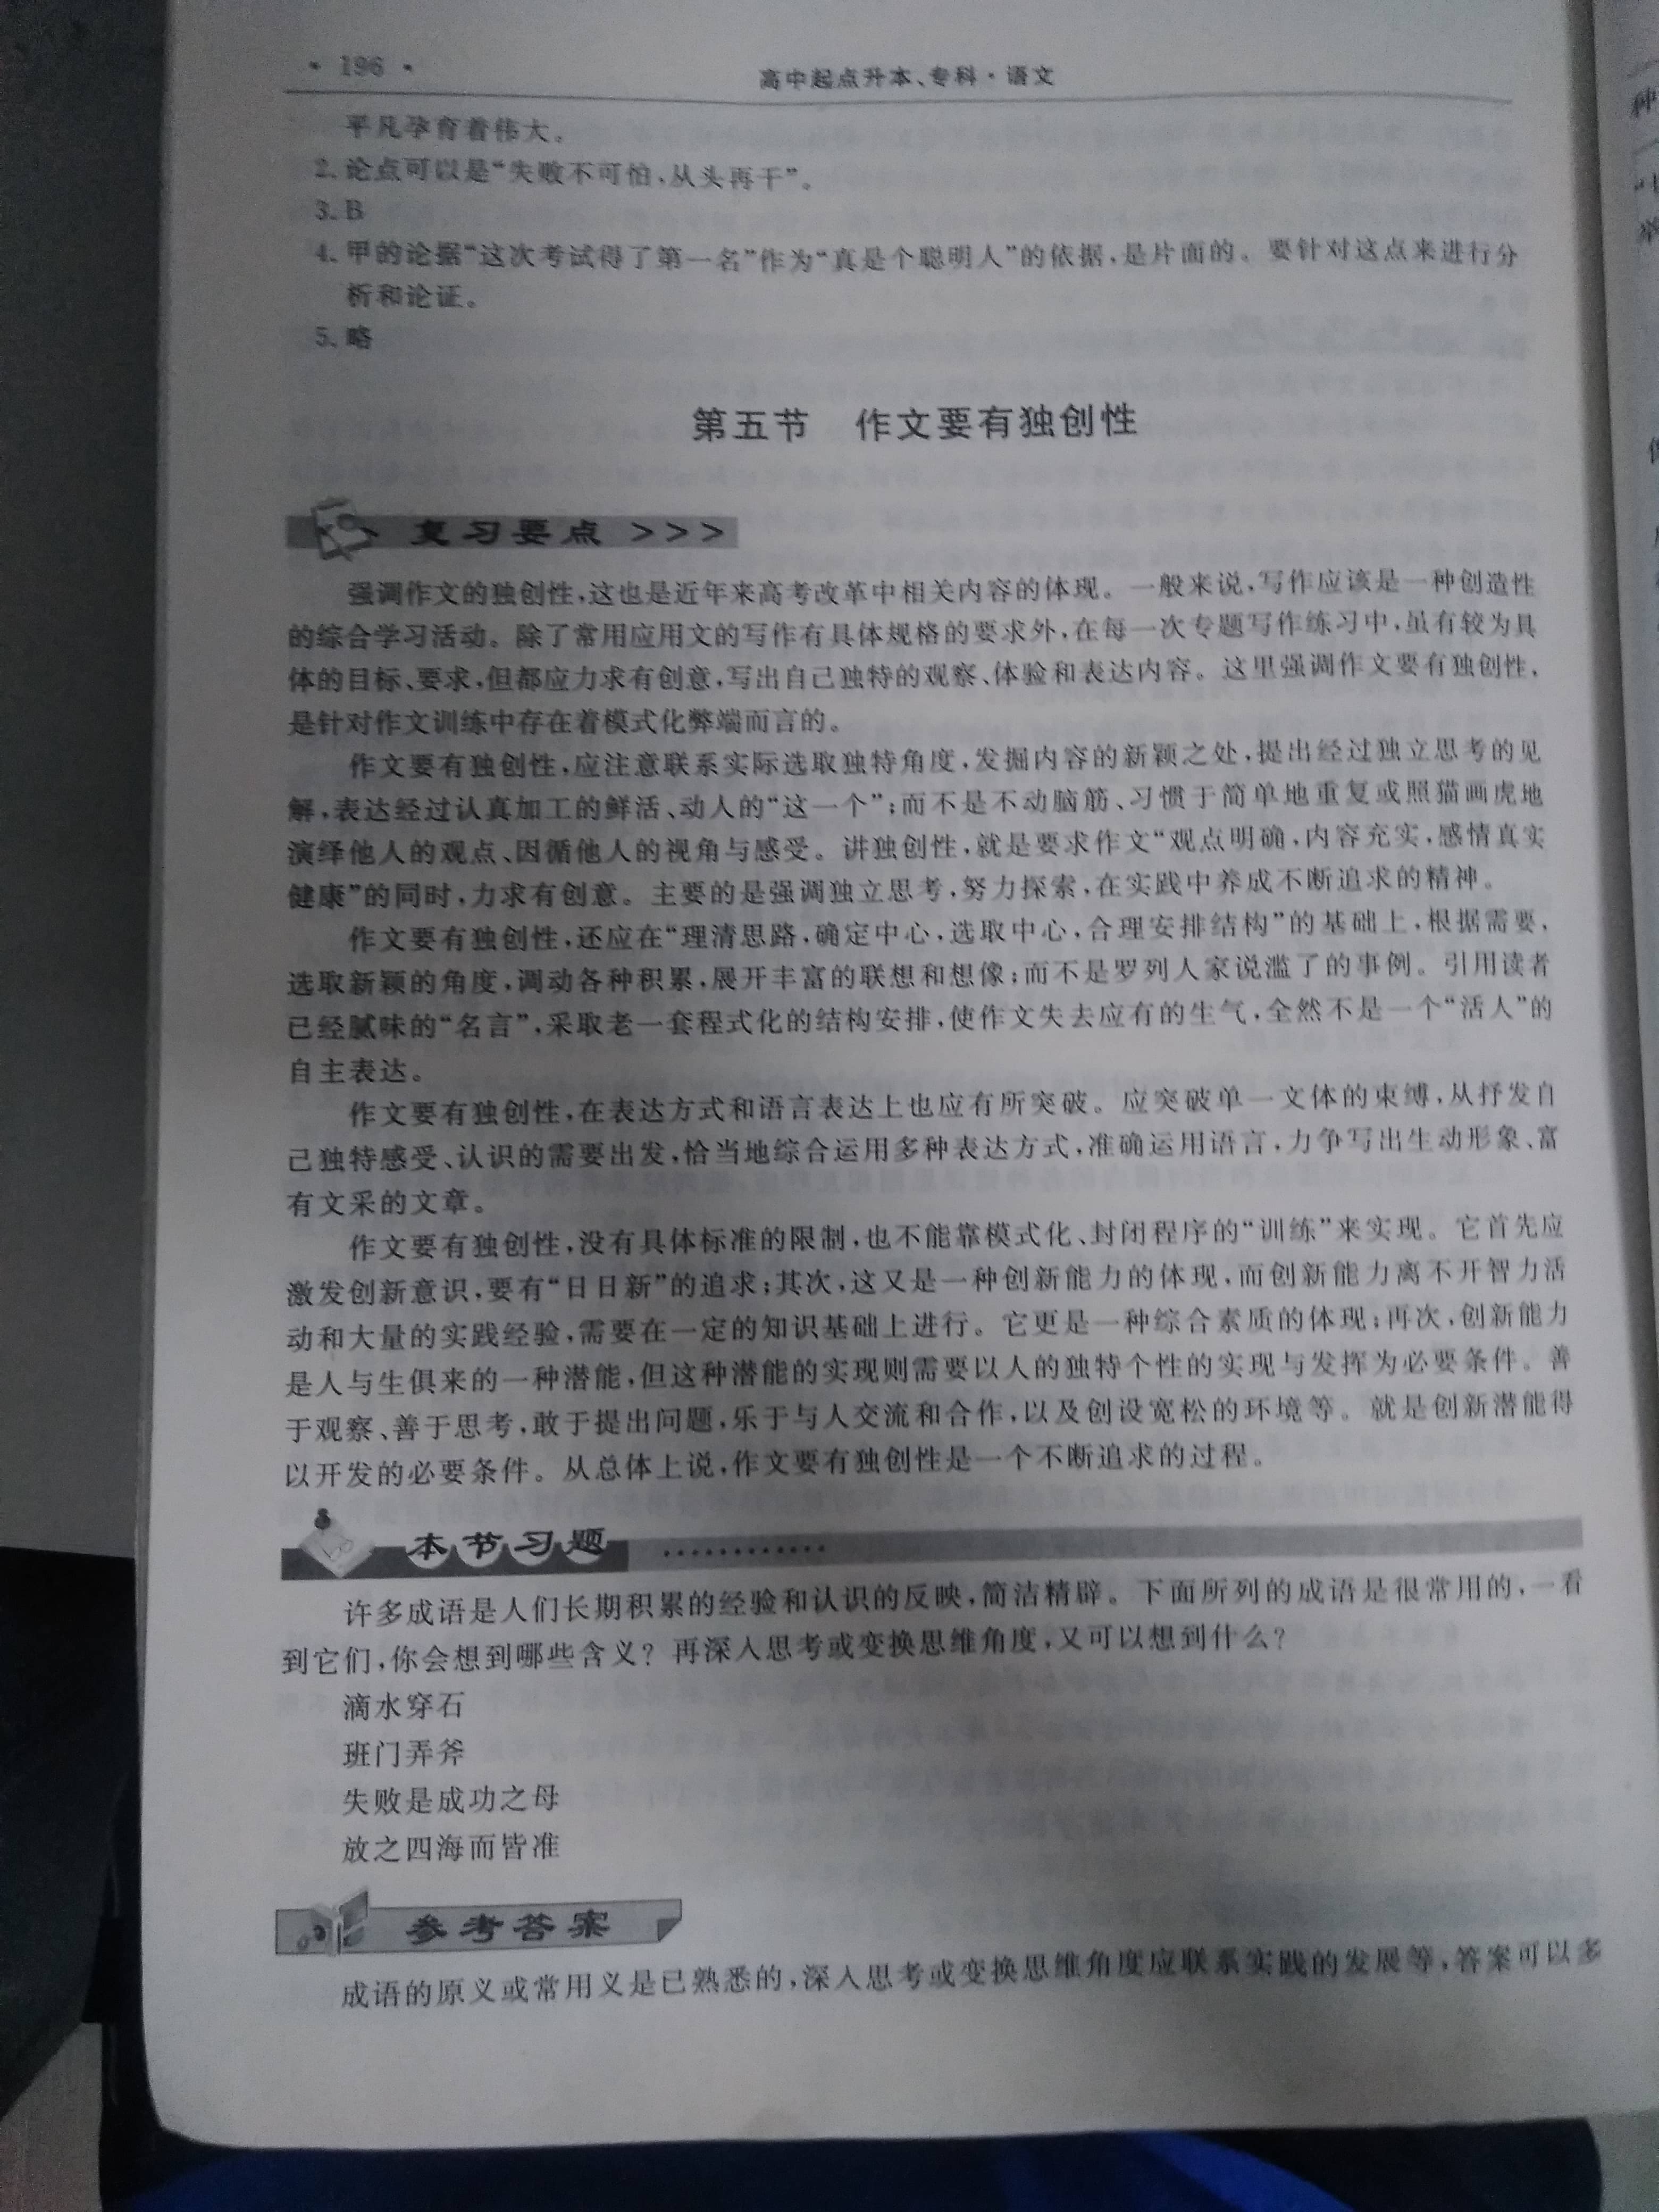 · 196 ·
高中起点升本、专科·语文
平凡孕育着伟大。
2. 论点可以是“失败不可怕,从头再干”。
3. B
4. 甲的论据“这次考试得了第一名”作为“真是个聪明人”的依据,是片面的。要针对这点来进行分
析和论证。
5. 略
第五节 作文要有独创性
复习要点 >>>
强调作文的独创性,这也是近年来高考改革中相关内容的体现。一般来说,写作应该是一种创造性
的综合学习活动。除了常用应用文的写作有具体规格的要求外,在每一次专题写作练习中,虽有较为具
体的目标、要求,但都应力求有创意,写出自己独特的观察、体验和表达内容。这里强调作文要有独创性,
是针对作文训练中存在着模式化弊端而言的。
作文要有独创性,应注意联系实际选取独特角度,发掘内容的新颖之处,提出经过独立思考的见
解,表达经过认真加工的鲜活、动人的“这一个”;而不是不动脑筋、习惯于简单地重复或照猫画虎地
演绎他人的观点、因循他人的视角与感受。讲独创性,就是要求作文“观点明确,内容充实,感情真实
健康”的同时,力求有创意。主要的是强调独立思考,努力探索,在实践中养成不断追求的精神。
作文要有独创性,还应在“理清思路,确定中心,选取中心,合理安排结构”的基础上,根据需要,
选取新颖的角度,调动各种积累,展开丰富的联想和想像;而不是罗列人家说滥了的事例。引用读者
已经腻味的“名言”,采取老一套程式化的结构安排,使作文失去应有的生气,全然不是一个“活人”的
自主表达。
作文要有独创性,在表达方式和语言表达上也应有所突破。应突破单一文体的束缚,从抒发自
己独特感受、认识的需要出发,恰当地综合运用多种表达方式,准确运用语言,力争写出生动形象、富
有文采的文章。
作文要有独创性,没有具体标准的限制,也不能靠模式化、封闭程序的“训练”来实现。它首先应
激发创新意识,要有“日日新”的追求;其次,这又是一种创新能力的体现,而创新能力离不开智力活
动和大量的实践经验,需要在一定的知识基础上进行。它更是一种综合素质的体现;再次,创新能力
是人与生俱来的一种潜能,但这种潜能的实现则需要以人的独特个性的实现与发挥为必要条件。善
于观察、善于思考,敢于提出问题,乐于与人交流和合作,以及创设宽松的环境等。就是创新潜能得
以开发的必要条件。从总体上说,作文要有独创性是一个不断追求的过程。
本节习题 ············
许多成语是人们长期积累的经验和认识的反映,简洁精辟。下面所列的成语是很常用的,一看
到它们,你会想到哪些含义?再深入思考或变换思维角度,又可以想到什么?
滴水穿石
班门弄斧
失败是成功之母
放之四海而皆准
参考答案
成语的原义或常用义是已熟悉的,深入思考或变换思维角度应联系实践的发展等,答案可以多